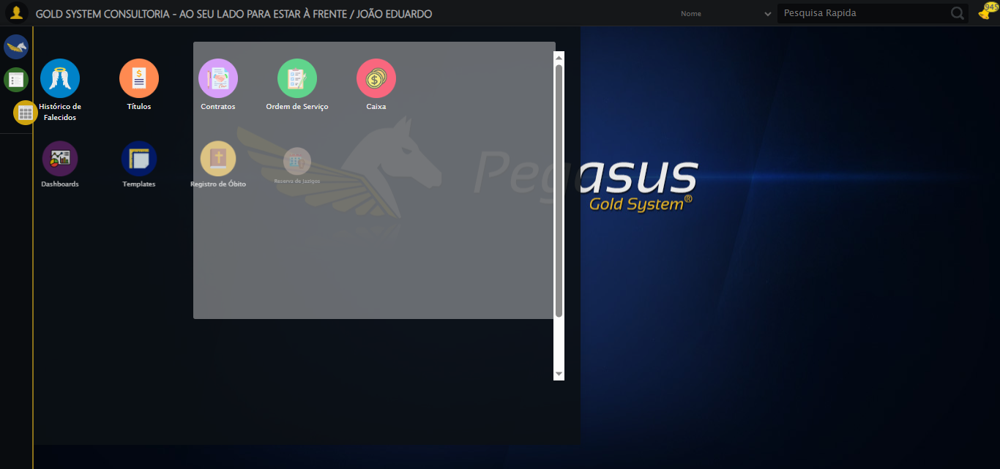 GOLD SYSTEM CONSULTORIA - AO SEU LADO PARA ESTAR À FRENTE / JOÃO EDUARDO
Nome
Pesquisa Rapida
945
Histórico de
Falecidos
Títulos
Contratos
Ordem de Serviço
Caixa
Dashboards
Templates
Registro de Óbito
Reserva de Jazigos
Pegasus
Gold System®